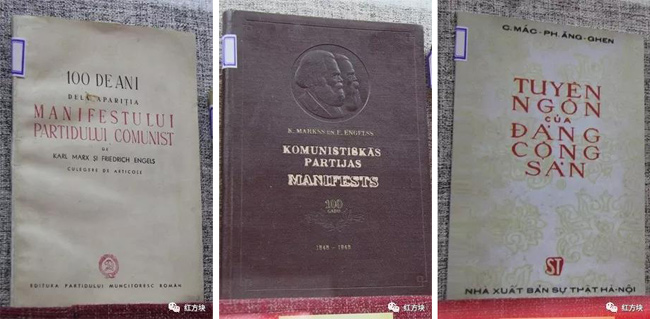 100 DE ANI
DELA APARIȚIA
MANIFESTULUI
PARTIDULUI COMUNIST
DE
KARL MARX ȘI FRIEDRICH ENGELS
CULEGERE DE ARTICOLE
EDITURA PARTIDULUI MUNCITORESC ROMÂN
红方块
K. MARKSS UN F. ENGELSS
KOMUNISTISKĀS
PARTIJAS
MANIFESTS
100
GADO
1848 - 1948
红方块
C. MÁC - PH. ĂNG-GHEN
TUYÊN
NGÔN
CỦA
ĐẢNG
CỘNG
SẢN
ST
NHÀ XUẤT BẢN SỰ THẬT HÀ-NỘI
红方块